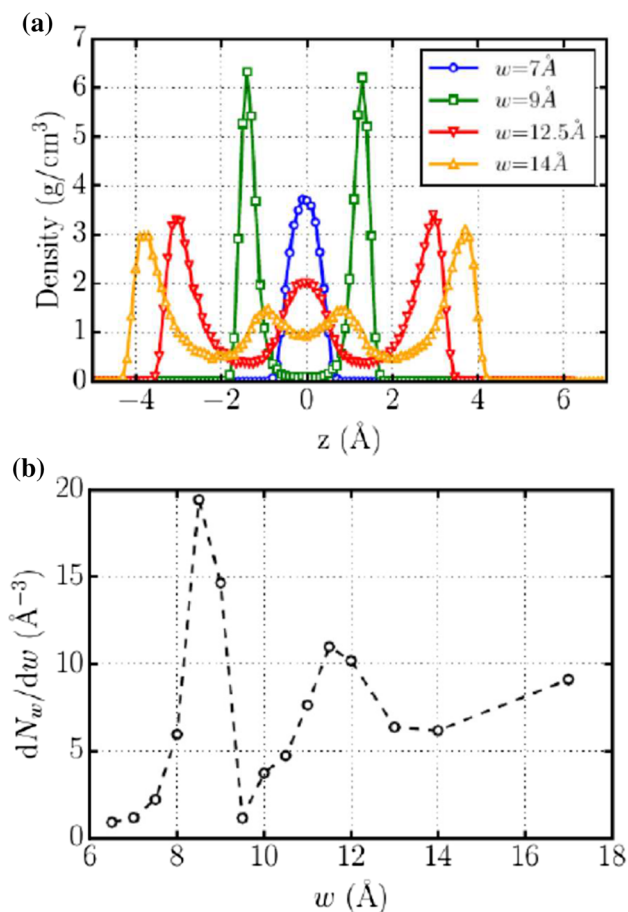 (a)
7
6
5
4
3
2
1
0
Density (g/cm³)
w=7Å
w=9Å
w=12.5Å
w=14Å
−4 −2 0 2 4 6
z (Å)
(b)
20
15
10
5
0
dN_w/dw (Å⁻³)
6 8 10 12 14 16 18
w (Å)